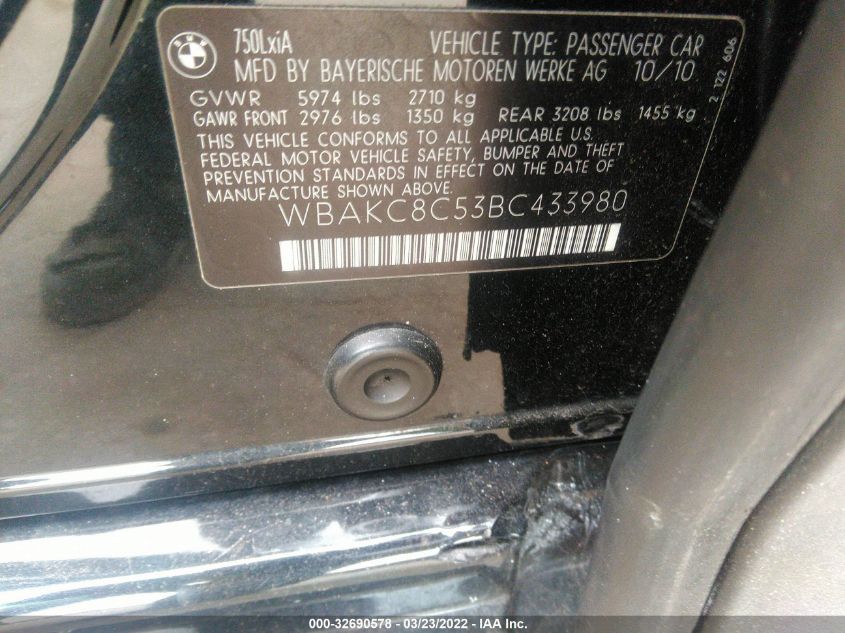 BMW
750LxiA VEHICLE TYPE: PASSENGER CAR
MFD BY BAYERISCHE MOTOREN WERKE AG 10/10
GVWR 5974 lbs 2710 kg
GAWR FRONT 2976 lbs 1350 kg REAR 3208 lbs 1455 kg
THIS VEHICLE CONFORMS TO ALL APPLICABLE U.S.
FEDERAL MOTOR VEHICLE SAFETY, BUMPER AND THEFT
PREVENTION STANDARDS IN EFFECT ON THE DATE OF
MANUFACTURE SHOWN ABOVE.
WBAKC8C53BC433980
2 122 606
000-32690578 - 03/23/2022 - IAA Inc.